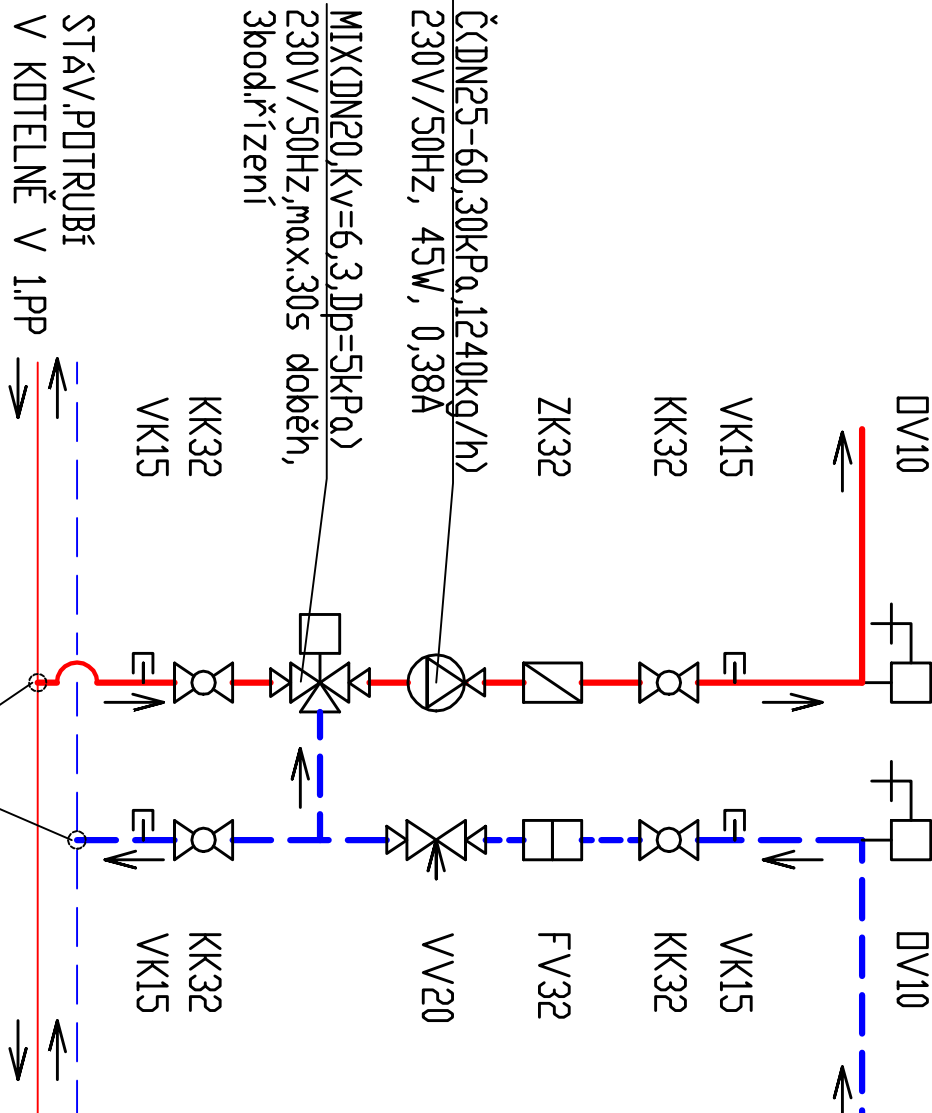 Č(DN25-60,30kPa,1240kg/h)
230V/50Hz, 45W, 0,38A
MIX(DN20,Kv=6,3,Dp=5kPa)
230V/50Hz,max.30s doběh,
3bod.řízení
STÁV.POTRUBÍ
V KOTELNĚ V 1.PP
OV10
VK15
KK32
ZK32
KK32
VK15
OV10
VK15
KK32
FV32
VV20
KK32
VK15